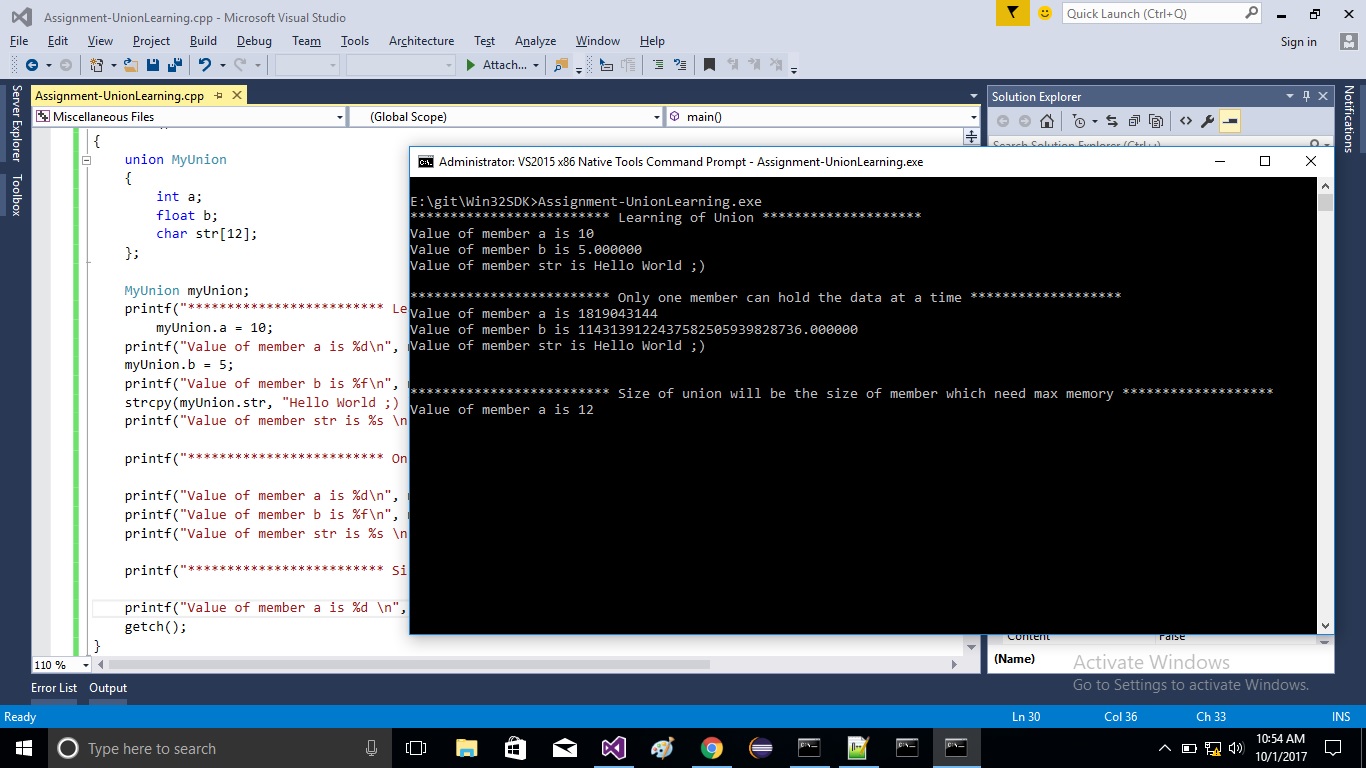 Assignment-UnionLearning.cpp - Microsoft Visual Studio
Quick Launch (Ctrl+Q)
File Edit View Project Build Debug Team Tools Architecture Test Analyze Window Help
Sign in
Attach...
Server Explorer
Toolbox
Notifications
Assignment-UnionLearning.cpp
Miscellaneous Files (Global Scope) main()
Solution Explorer
Search Solution Explorer (Ctrl+;)
{
union MyUnion
{
int a;
float b;
char str[12];
};
MyUnion myUnion;
printf("************************* Le
myUnion.a = 10;
printf("Value of member a is %d\n",
myUnion.b = 5;
printf("Value of member b is %f\n",
strcpy(myUnion.str, "Hello World ;)
printf("Value of member str is %s \n
printf("************************* On
printf("Value of member a is %d\n",
printf("Value of member b is %f\n",
printf("Value of member str is %s \n
printf("************************* Si
printf("Value of member a is %d \n",
getch();
}
Administrator: VS2015 x86 Native Tools Command Prompt - Assignment-UnionLearning.exe
E:\git\Win32SDK>Assignment-UnionLearning.exe
************************* Learning of Union ********************
Value of member a is 10
Value of member b is 5.000000
Value of member str is Hello World ;)
************************* Only one member can hold the data at a time *******************
Value of member a is 1819043144
Value of member b is 1143139122437582505939828736.000000
Value of member str is Hello World ;)
************************* Size of union will be the size of member which need max memory *******************
Value of member a is 12
Content False
(Name)
Activate Windows
Go to Settings to activate Windows.
110 %
Error List Output
Ready Ln 30 Col 36 Ch 33 INS
Type here to search
10:54 AM
10/1/2017